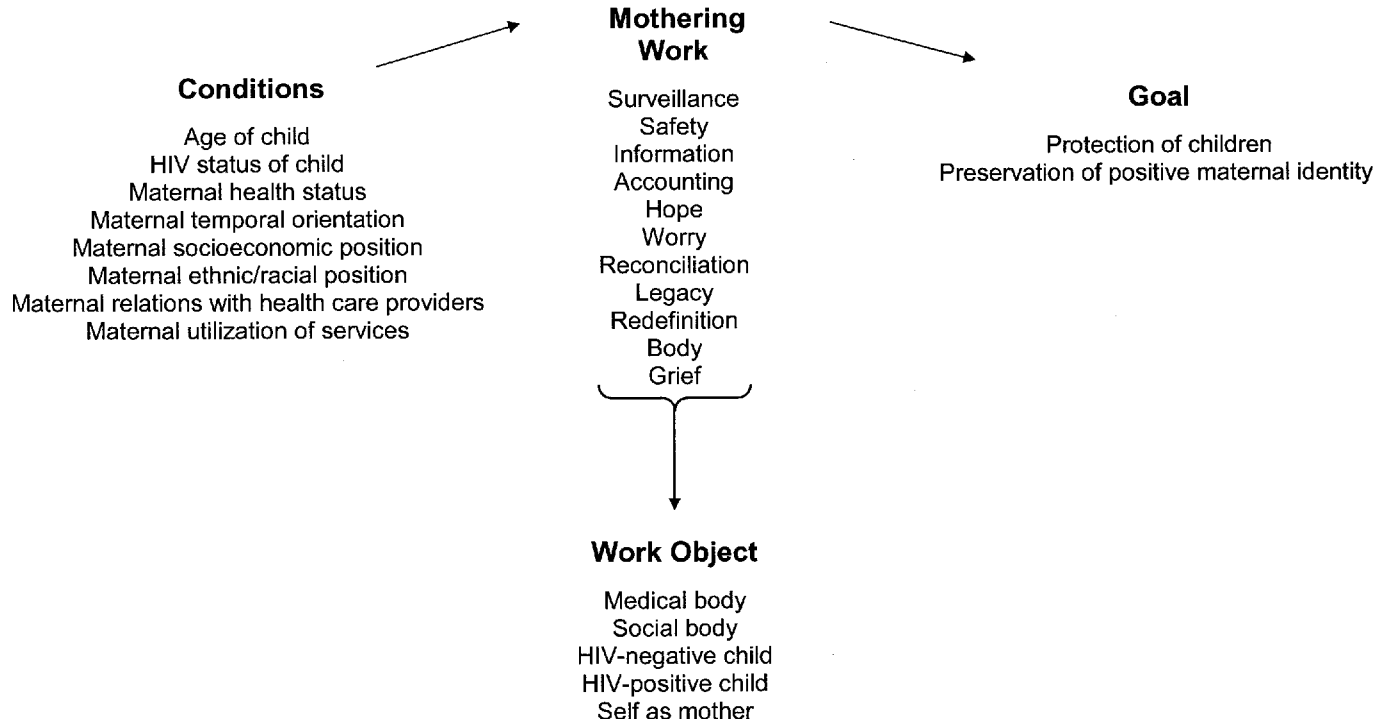 Mothering
Work
Surveillance
Safety
Information
Accounting
Hope
Worry
Reconciliation
Legacy
Redefinition
Body
Grief
Conditions
Age of child
HIV status of child
Maternal health status
Maternal temporal orientation
Maternal socioeconomic position
Maternal ethnic/racial position
Maternal relations with health care providers
Maternal utilization of services
Goal
Protection of children
Preservation of positive maternal identity
Work Object
Medical body
Social body
HIV-negative child
HIV-positive child
Self as mother